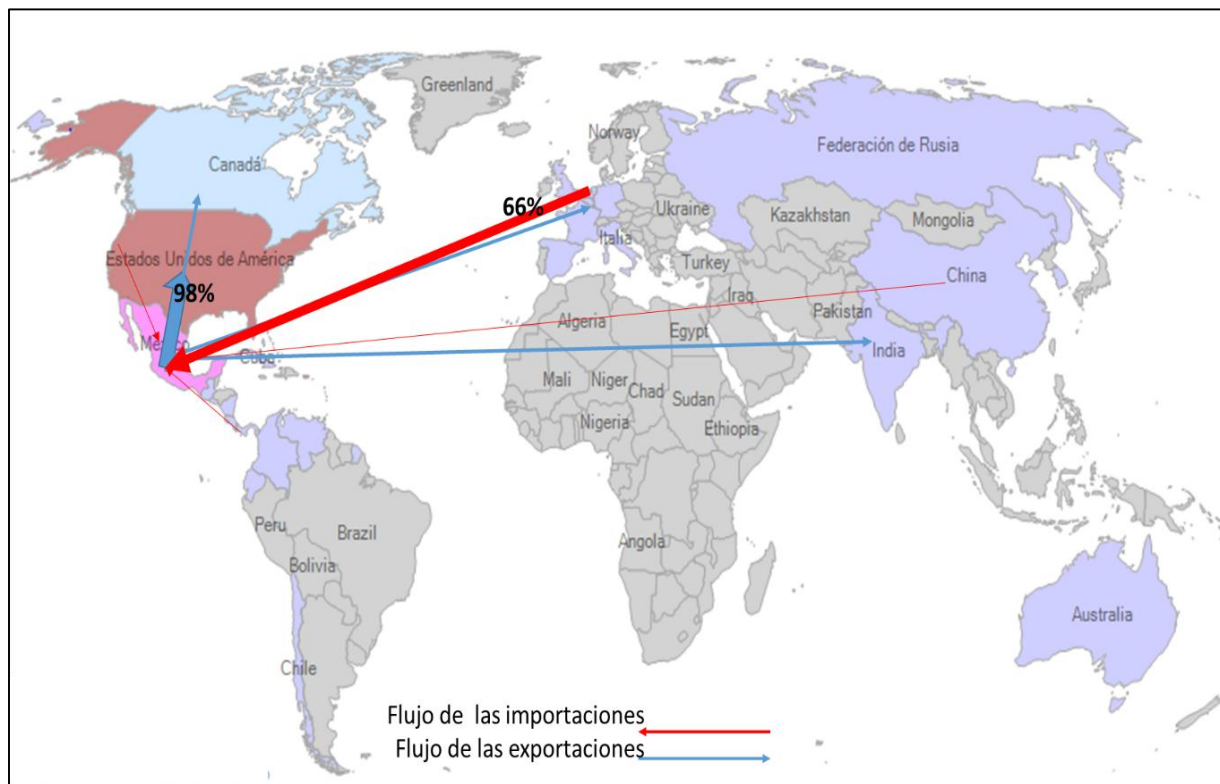 Greenland
Norway
Canadá
Federación de Rusia
66%
Ukraine
Kazakhstan
Mongolia
Italia
Estados Unidos de América
Turkey
China
98%
Iraq
Pakistan
Algeria
Egypt
México
Cuba
India
Mali
Niger
Chad
Sudan
Nigeria
Ethiopia
Peru
Brazil
Angola
Bolivia
Australia
Chile
Flujo de las importaciones
Flujo de las exportaciones